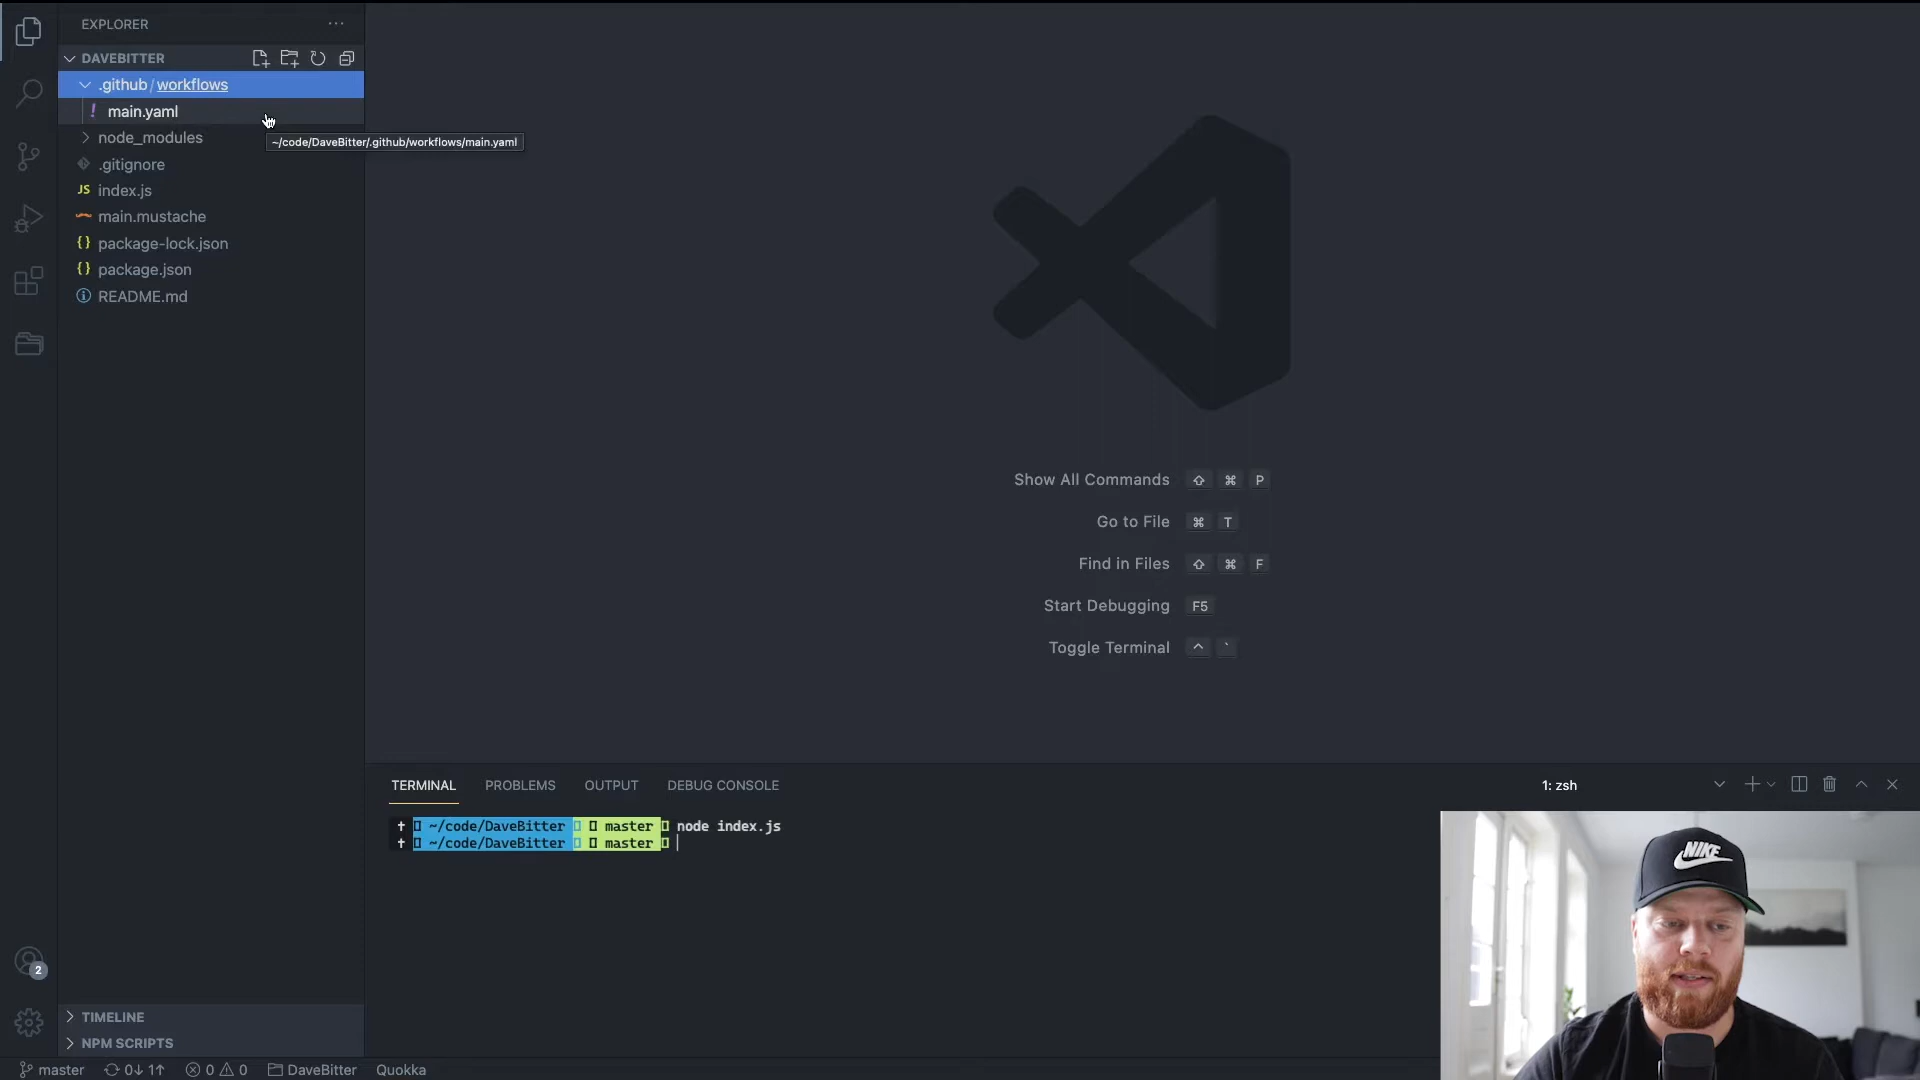 EXPLORER
DAVEBITTER
.github/workflows
main.yaml
node_modules
~/code/DaveBitter/.github/workflows/main.yaml
.gitignore
JS index.js
main.mustache
{} package-lock.json
{} package.json
README.md
Show All Commands ⇧ ⌘ P
Go to File ⌘ T
Find in Files ⇧ ⌘ F
Start Debugging F5
Toggle Terminal ^ `
TERMINAL PROBLEMS OUTPUT DEBUG CONSOLE 1: zsh
~/code/DaveBitter master node index.js
~/code/DaveBitter master
NIKE
2
TIMELINE
NPM SCRIPTS
master 0↓ 1↑ 0 0 DaveBitter Quokka